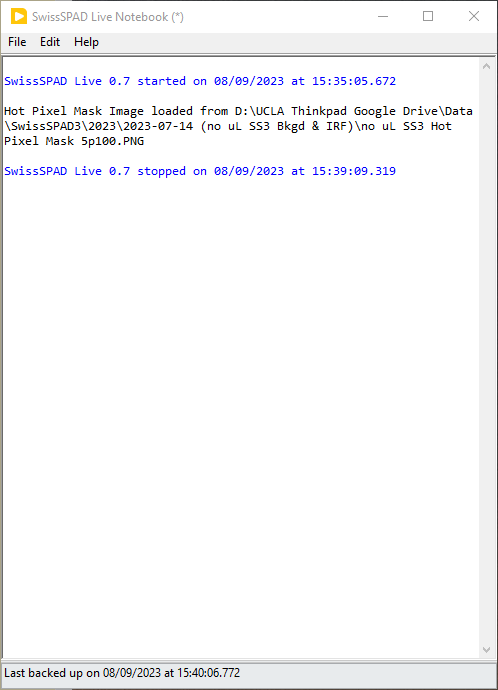 SwissSPAD Live Notebook (*)
File Edit Help
SwissSPAD Live 0.7 started on 08/09/2023 at 15:35:05.672
Hot Pixel Mask Image loaded from D:\UCLA Thinkpad Google Drive\Data
\SwissSPAD3\2023\2023-07-14 (no uL SS3 Bkgd & IRF)\no uL SS3 Hot
Pixel Mask 5p100.PNG
SwissSPAD Live 0.7 stopped on 08/09/2023 at 15:39:09.319
Last backed up on 08/09/2023 at 15:40:06.772